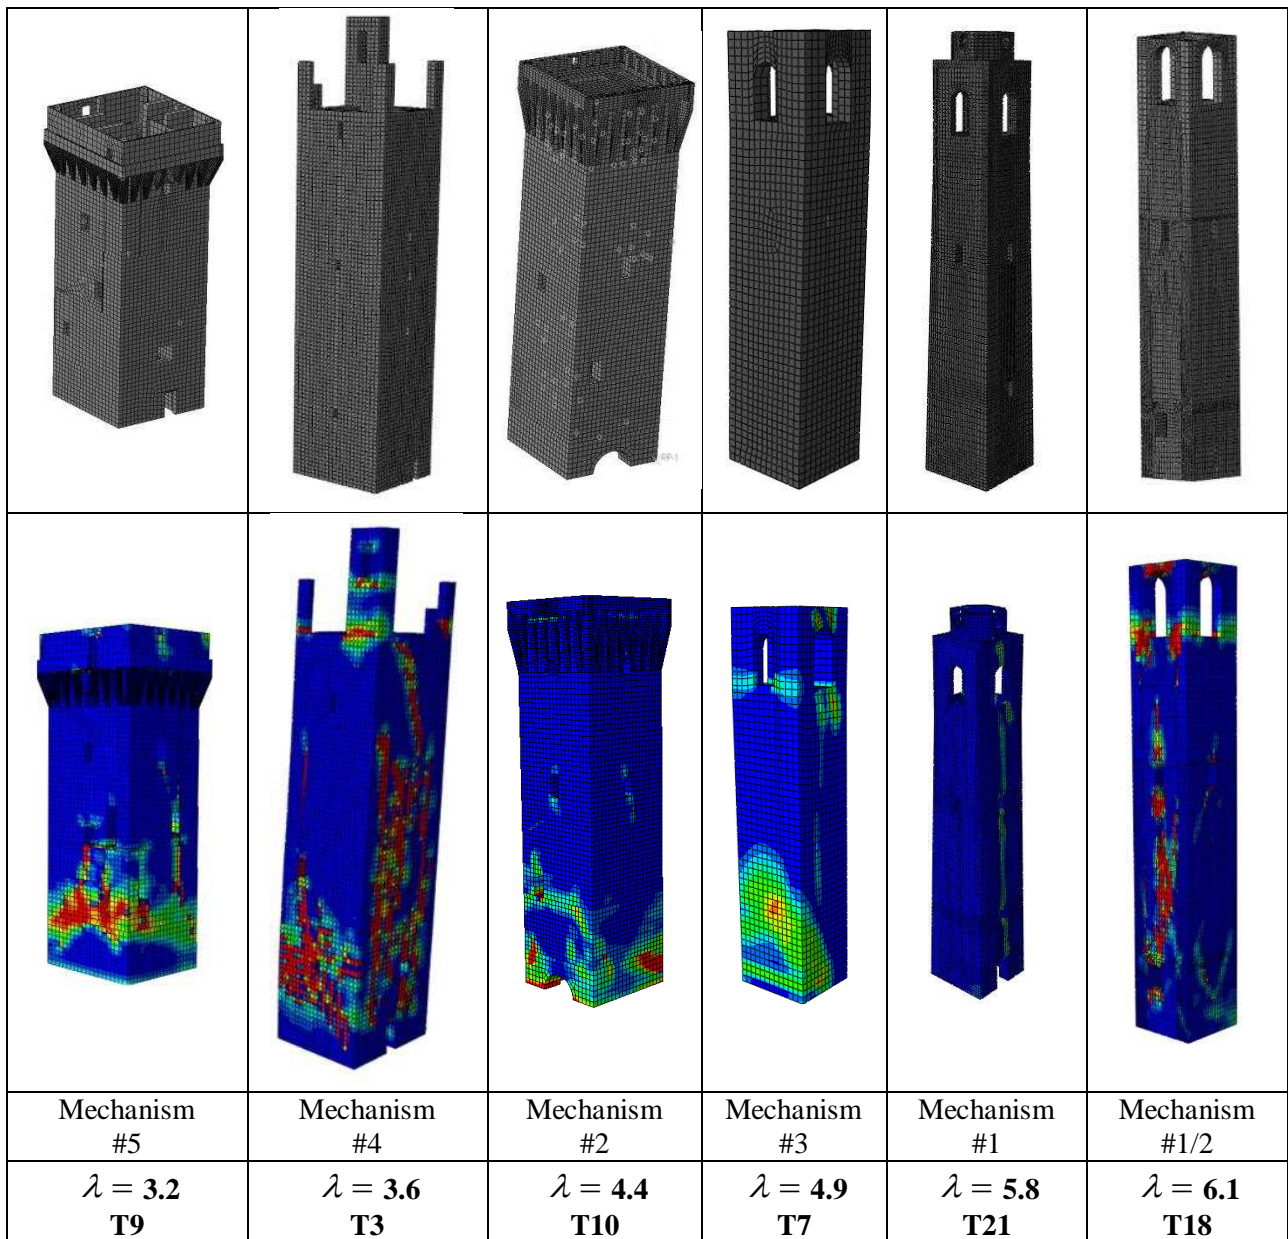 Mechanism #5
Mechanism #4
Mechanism #2
Mechanism #3
Mechanism #1
Mechanism #1/2
λ = 3.2
T9
λ = 3.6
T3
λ = 4.4
T10
λ = 4.9
T7
λ = 5.8
T21
λ = 6.1
T18